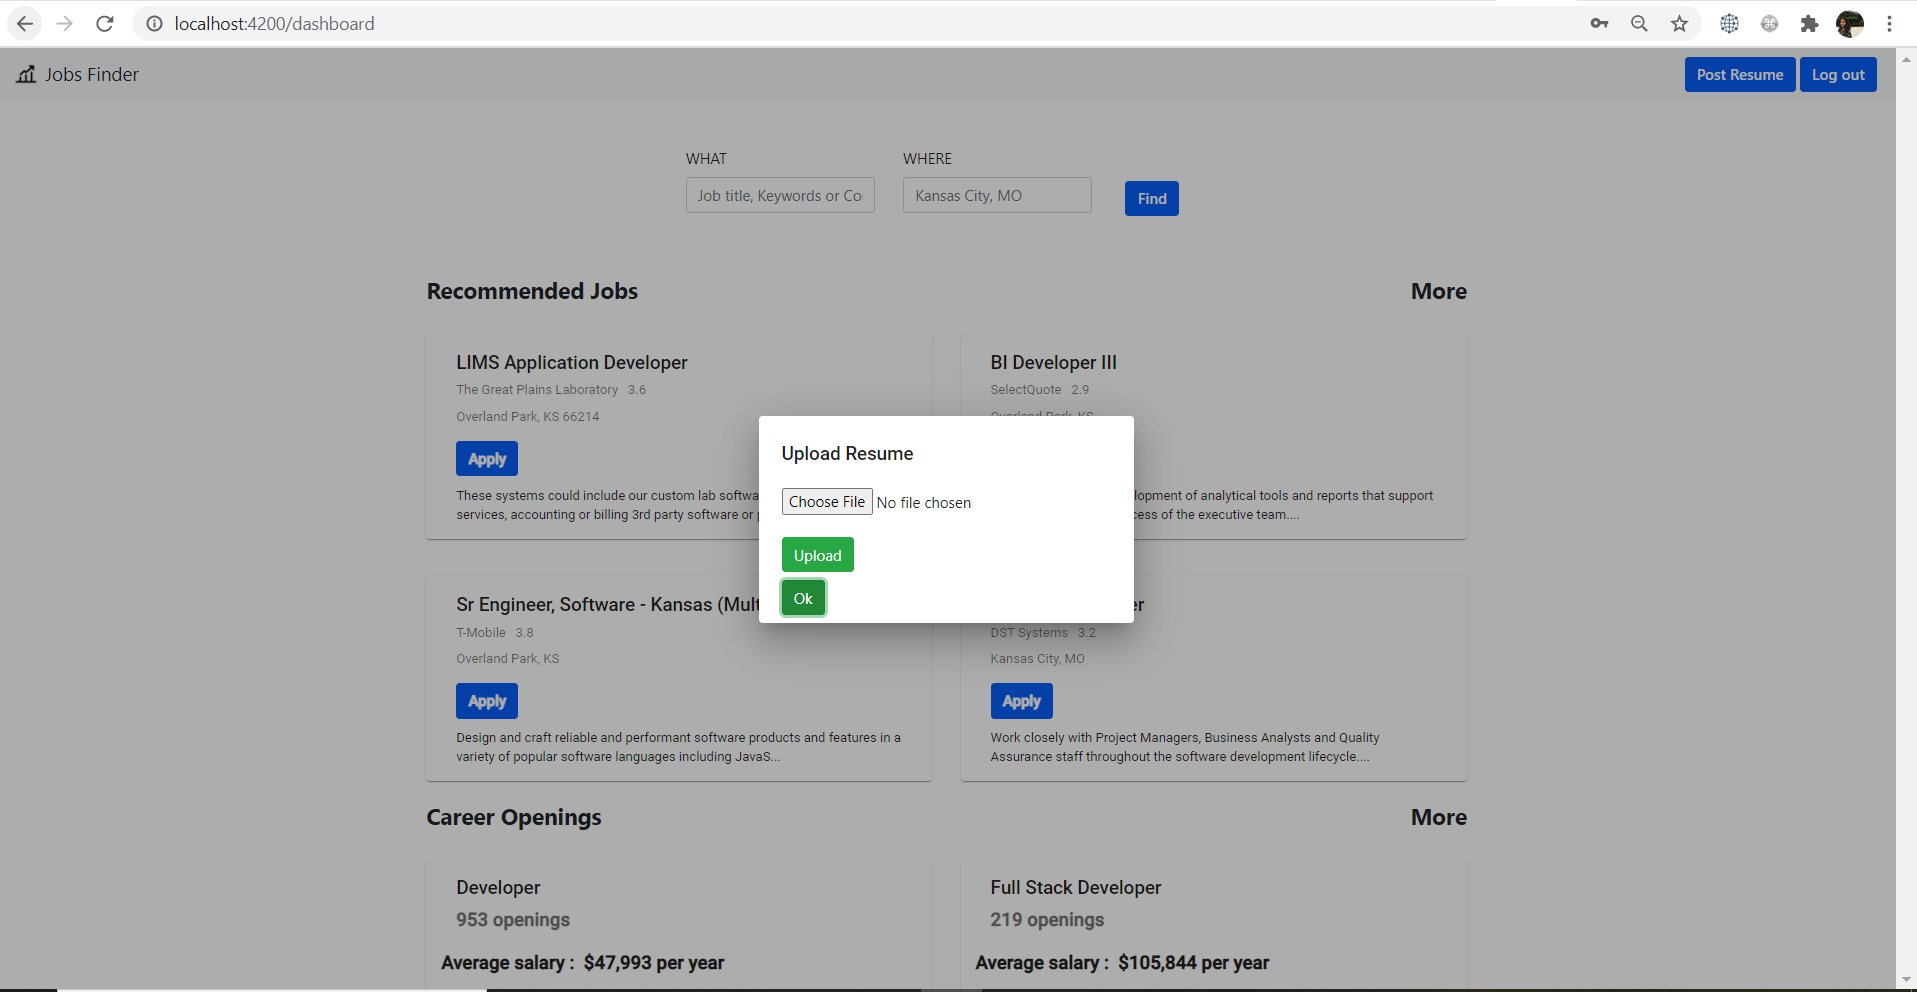 localhost:4200/dashboard
Jobs Finder
Post Resume
Log out
WHAT
WHERE
Job title, Keywords or Co
Kansas City, MO
Find
Recommended Jobs
More
LIMS Application Developer
The Great Plains Laboratory 3.6
Overland Park, KS 66214
Apply
These systems could include our custom lab softwa
services, accounting or billing 3rd party software or
BI Developer III
SelectQuote 2.9
Overland Park, KS
lopment of analytical tools and reports that support
cess of the executive team....
Upload Resume
Choose File No file chosen
Upload
Ok
Sr Engineer, Software - Kansas (Mult
T-Mobile 3.8
Overland Park, KS
Apply
Design and craft reliable and performant software products and features in a
variety of popular software languages including JavaS...
er
DST Systems 3.2
Kansas City, MO
Apply
Work closely with Project Managers, Business Analysts and Quality
Assurance staff throughout the software development lifecycle....
Career Openings
More
Developer
953 openings
Average salary : $47,993 per year
Full Stack Developer
219 openings
Average salary : $105,844 per year